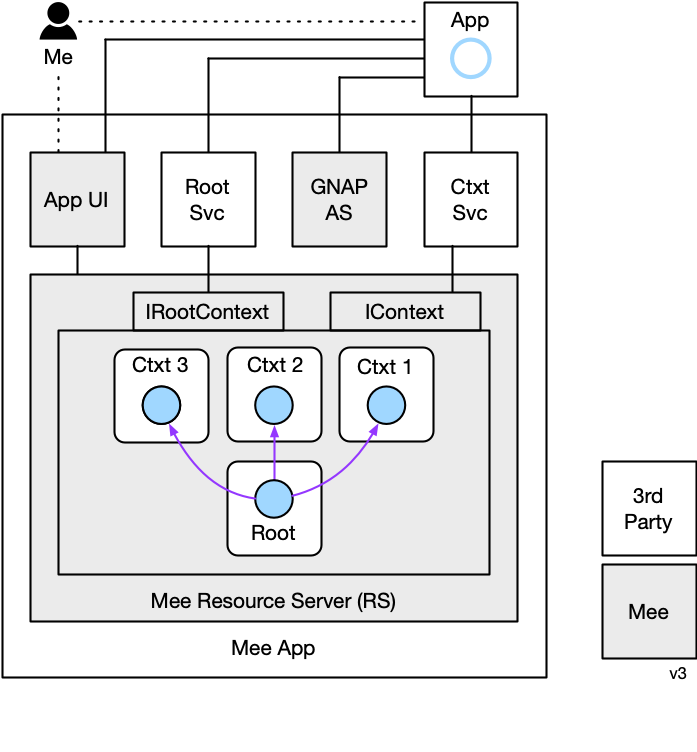 App
Me
App UI
Root
Svc
GNAP
AS
Ctxt
Svc
IRootContext
IContext
Ctxt 3
Ctxt 2
Ctxt 1
Root
Mee Resource Server (RS)
Mee App
3rd
Party
Mee
v3